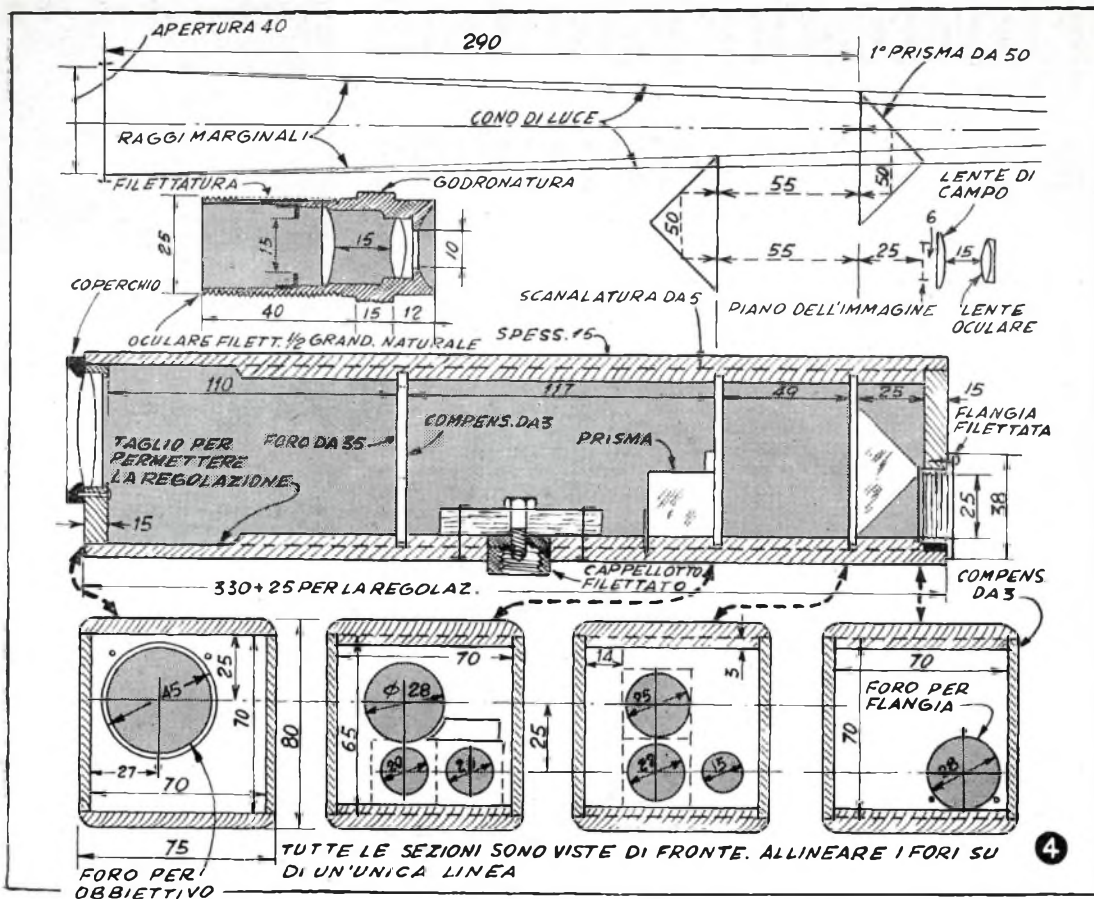 APERTURA 40
290
1° PRISMA DA 50
RAGGI MARGINALI
CONO DI LUCE
FILETTATURA
GODRONATURA
55
50
LENTE DI
CAMPO
50
6
25
15
15
10
55
25
15
COPERCHIO
SCANALATURA DA 5
PIANO DELL'IMMAGINE
LENTE
OCULARE
40
15
12
OCULARE FILETT. 1/2 GRAND. NATURALE
SPESS. 15
110
117
49
25
15
FLANGIA
FILETTATA
TAGLIO PER
PERMETTERE
LA REGOLAZIONE
FORO DA 35
COMPENS. DA 3
PRISMA
25
38
15
CAPPELLOTTO
FILETTATO
330+25 PER LA REGOLAZ.
COMPENS.
DA 3
45
25
70
80
27
70
75
FORO PER
OBBIETTIVO
70
65
Φ 28
20
25
14
3
25
22
15
70
70
FORO PER
FLANGIA
28
TUTTE LE SEZIONI SONO VISTE DI FRONTE. ALLINEARE I FORI SU
DI UN'UNICA LINEA
4